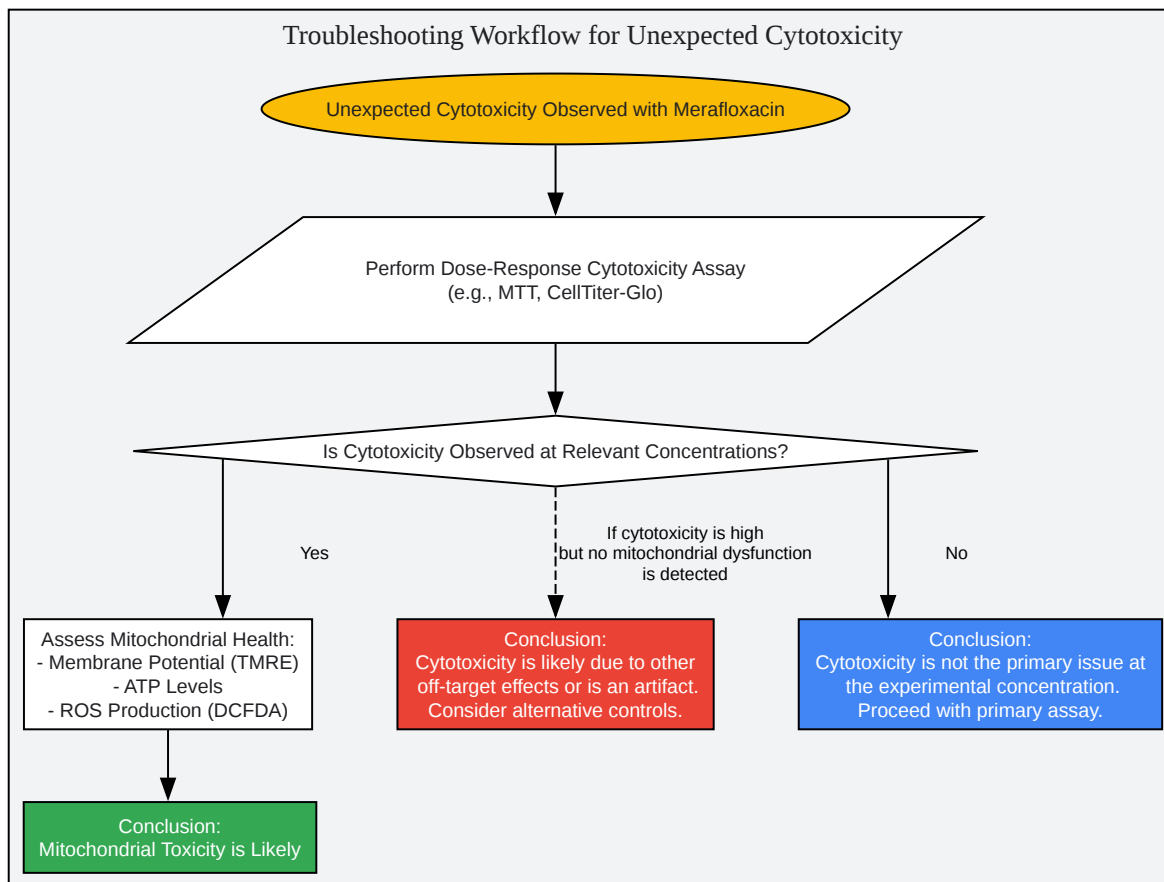 Troubleshooting Workflow for Unexpected Cytotoxicity
Unexpected Cytotoxicity Observed with Merafloxacin
Perform Dose-Response Cytotoxicity Assay
(e.g., MTT, CellTiter-Glo)
Is Cytotoxicity Observed at Relevant Concentrations?
Yes
If cytotoxicity is high
but no mitochondrial dysfunction
is detected
No
Assess Mitochondrial Health:
- Membrane Potential (TMRE)
- ATP Levels
- ROS Production (DCFDA)
Conclusion:
Cytotoxicity is likely due to other
off-target effects or is an artifact.
Consider alternative controls.
Conclusion:
Cytotoxicity is not the primary issue at
the experimental concentration.
Proceed with primary assay.
Conclusion:
Mitochondrial Toxicity is Likely